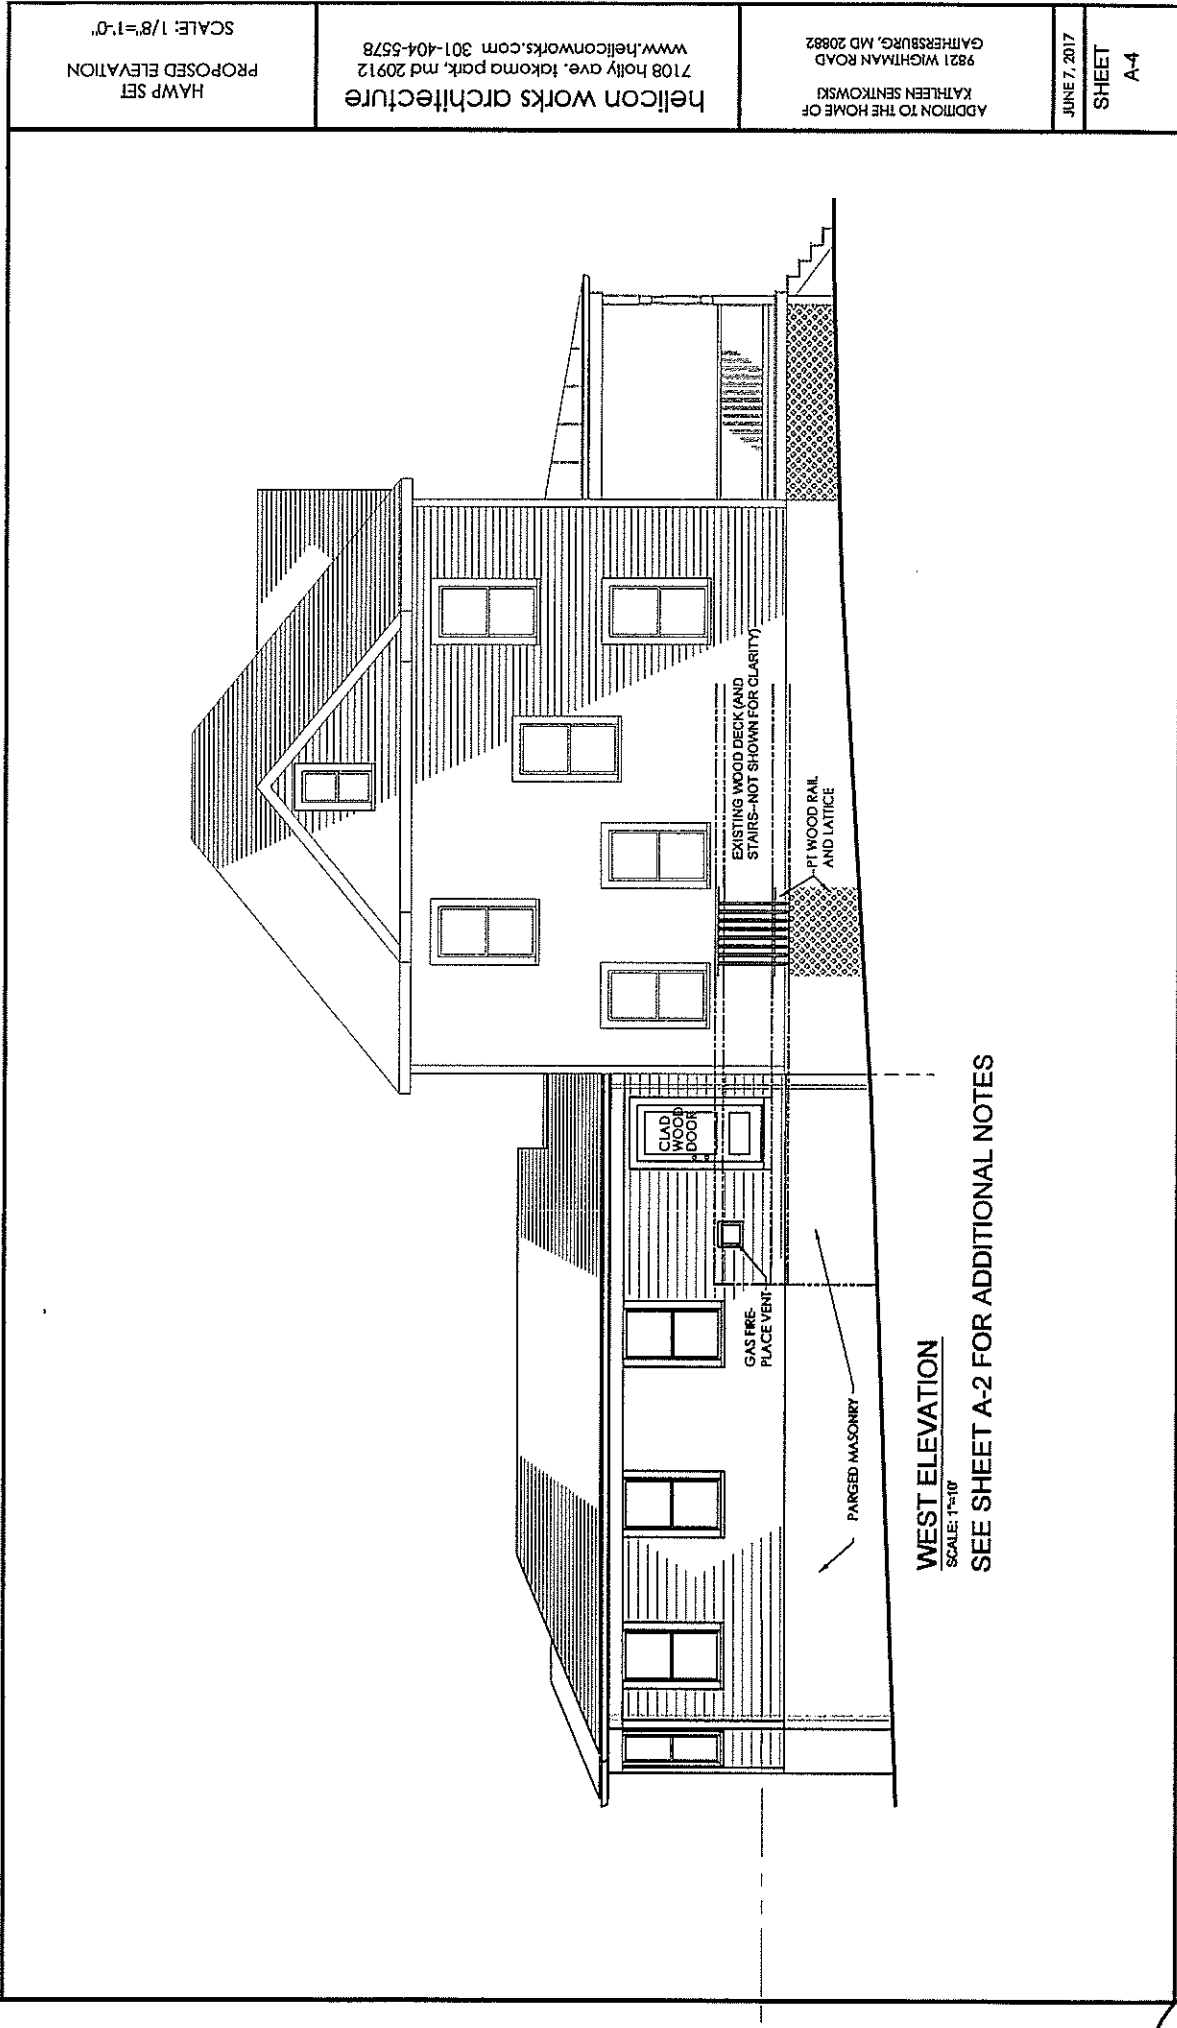 HAWP SET
PROPOSED ELEVATION
SCALE: 1/8"=1'-0"
helicon works architecture
7108 holly ave. takoma park, md 20912
www.heliconworks.com 301-404-5578
ADDITION TO THE HOME OF
KATHLEEN SENTKOWSKI
9821 WIGHTMAN ROAD
GAITHERSBURG, MD 20882
JUNE 7, 2017
SHEET
A-4
EXISTING WOOD DECK (AND
STAIRS--NOT SHOWN FOR CLARITY)
PT WOOD RAIL
AND LATTICE
CLAD
WOOD
DOOR
GAS FIRE-
PLACE VENT
PARGED MASONRY
WEST ELEVATION
SCALE: 1"=10'
SEE SHEET A-2 FOR ADDITIONAL NOTES